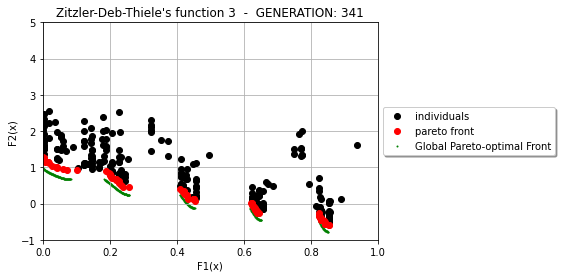 Zitzler-Deb-Thiele's function 3 - GENERATION: 341
5
4
3
2
1
0
−1
F2(x)
0.0 0.2 0.4 0.6 0.8 1.0
F1(x)
individuals
pareto front
Global Pareto-optimal Front